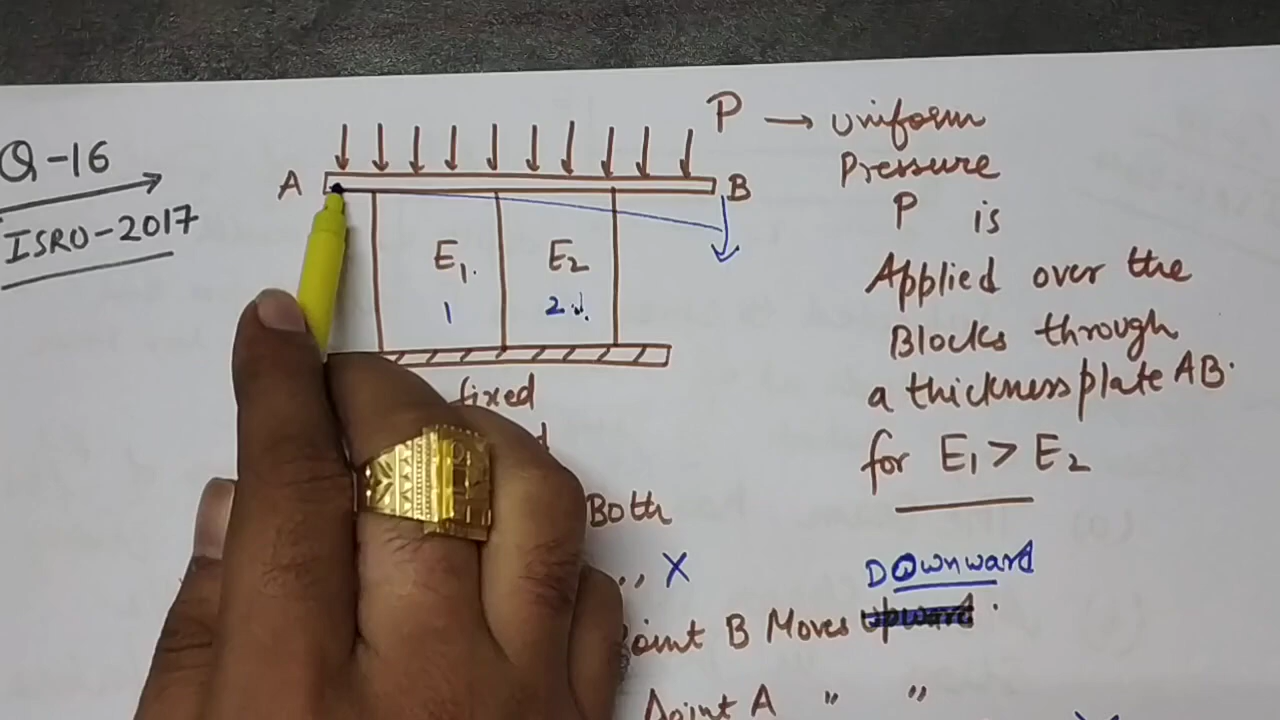 Q-16
ISRO-2017
P → uniform
Pressure
P is
Applied over the
Blocks through
a thickness plate AB.
for E1 > E2
A
B
E1.
E2
1
2
fixed
Both
,, X
Downward
Point B Moves upward.
Point A " "